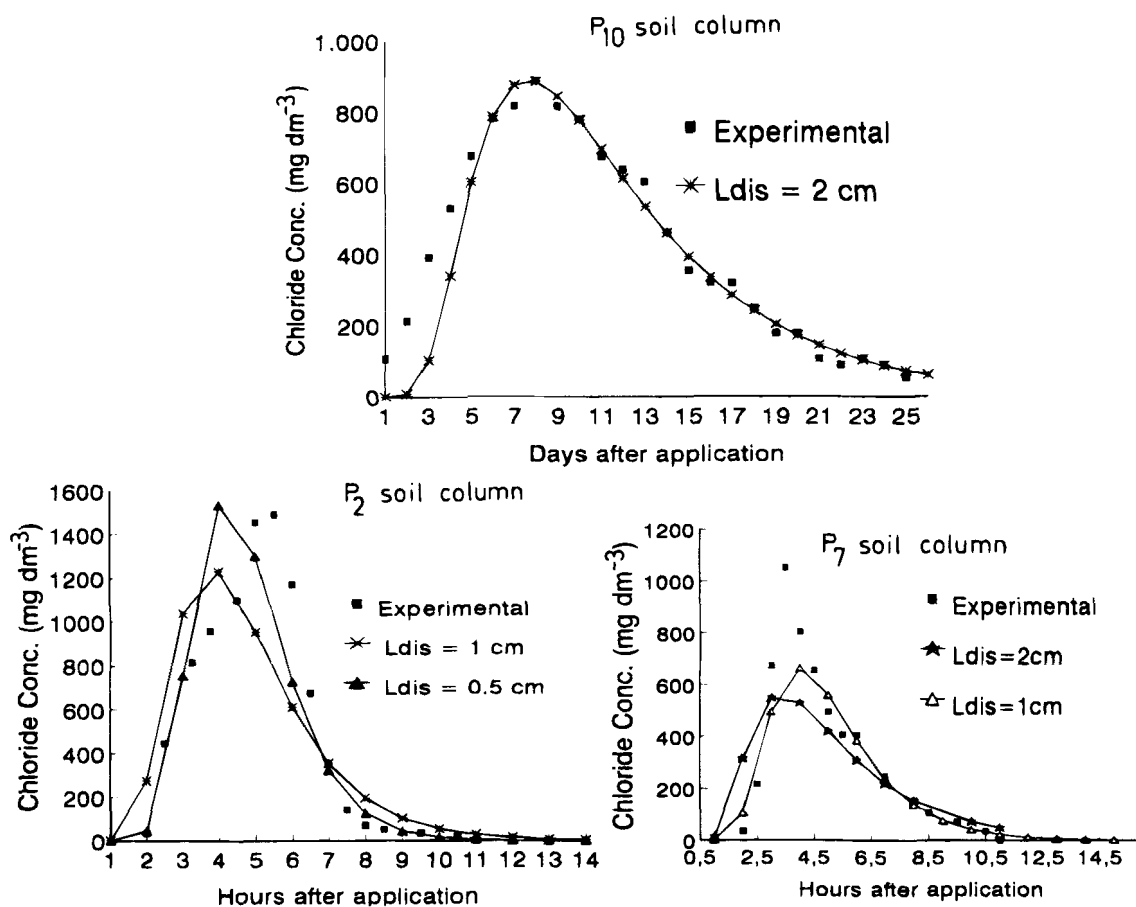 P10 soil column
Chloride Conc. (mg dm-3)
1.000
800
600
400
200
0
Experimental
Ldis = 2 cm
1 3 5 7 9 11 13 15 17 19 21 23 25
Days after application
P2 soil column
Chloride Conc. (mg dm-3)
1600
1400
1200
1000
800
600
400
200
0
Experimental
Ldis = 1 cm
Ldis = 0.5 cm
1 2 3 4 5 6 7 8 9 10 11 12 13 14
Hours after application
P7 soil column
Chloride Conc. (mg dm-3)
1200
1000
800
600
400
200
0
Experimental
Ldis=2cm
Ldis=1cm
0,5 2,5 4,5 6,5 8,5 10,5 12,5 14,5
Hours after application